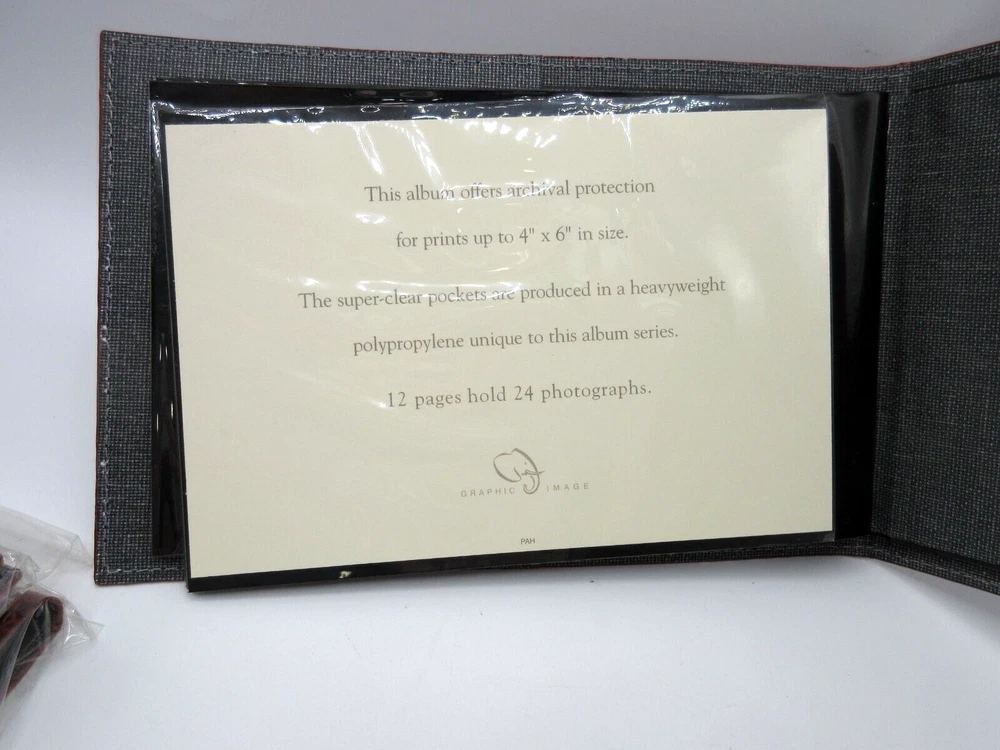 This album offers archival protection
for prints up to 4" x 6" in size.
The super-clear pockets are produced in a heavyweight
polypropylene unique to this album series.
12 pages hold 24 photographs.
GRAPHIC IMAGE
PAH